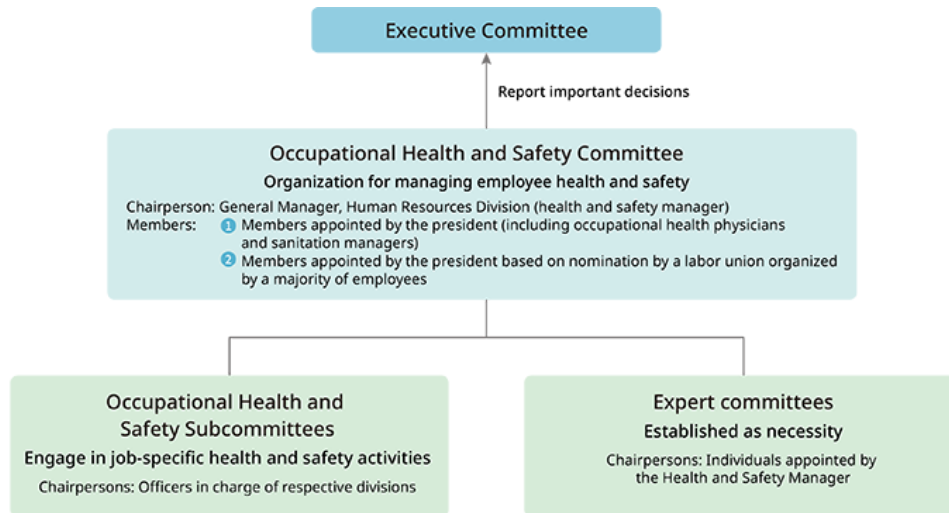 Executive Committee
Report important decisions
Occupational Health and Safety Committee
Organization for managing employee health and safety
Chairperson: General Manager, Human Resources Division (health and safety manager)
Members: 1 Members appointed by the president (including occupational health physicians
and sanitation managers)
2 Members appointed by the president based on nomination by a labor union organized
by a majority of employees
Occupational Health and
Safety Subcommittees
Engage in job-specific health and safety activities
Chairpersons: Officers in charge of respective divisions
Expert committees
Established as necessity
Chairpersons: Individuals appointed by
the Health and Safety Manager